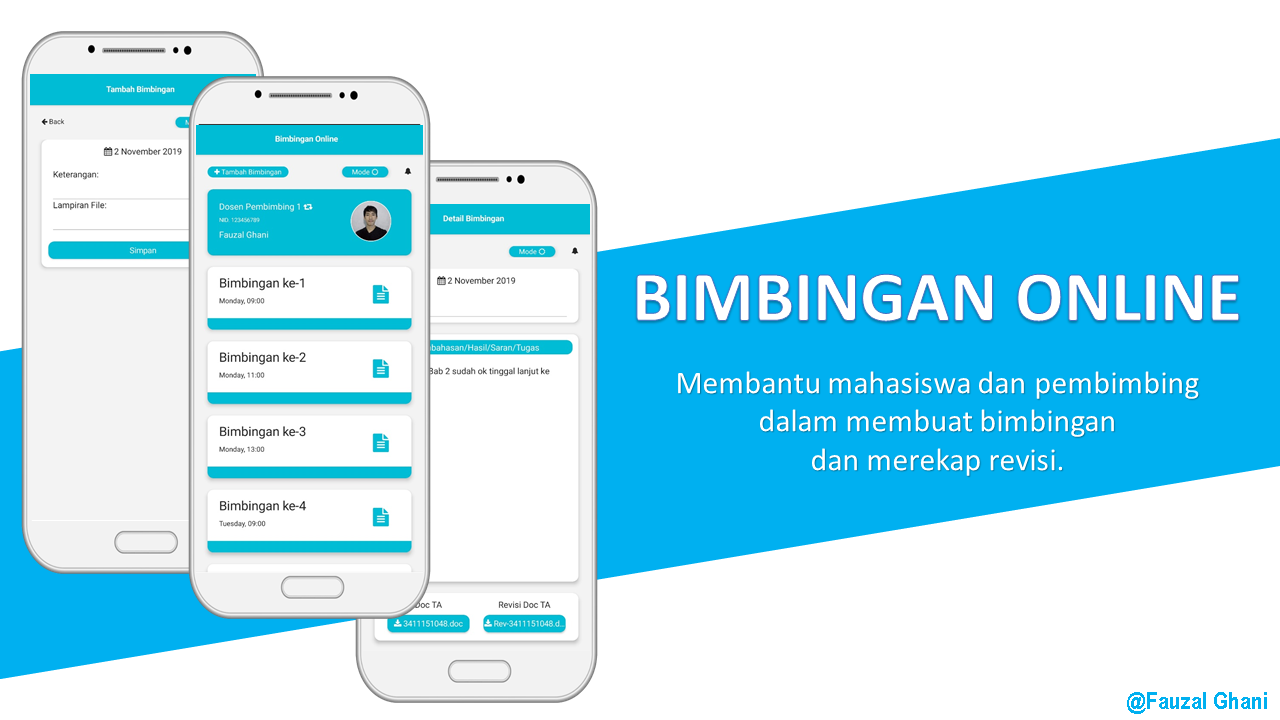 Tambah Bimbingan
Back
2 November 2019
Keterangan:
Lampiran File:
Simpan
Bimbingan Online
Tambah Bimbingan
Mode
Dosen Pembimbing 1
NID. 123456789
Fauzal Ghani
Bimbingan ke-1
Monday, 09:00
Bimbingan ke-2
Monday, 11:00
Bimbingan ke-3
Monday, 13:00
Bimbingan ke-4
Tuesday, 09:00
Detail Bimbingan
Mode
2 November 2019
bahasan/Hasil/Saran/Tugas
Bab 2 sudah ok tinggal lanjut ke
Doc TA
Revisi Doc TA
3411151048.doc
Rev-3411151048.d...
BIMBINGAN ONLINE
Membantu mahasiswa dan pembimbing
dalam membuat bimbingan
dan merekap revisi.
@Fauzal Ghani